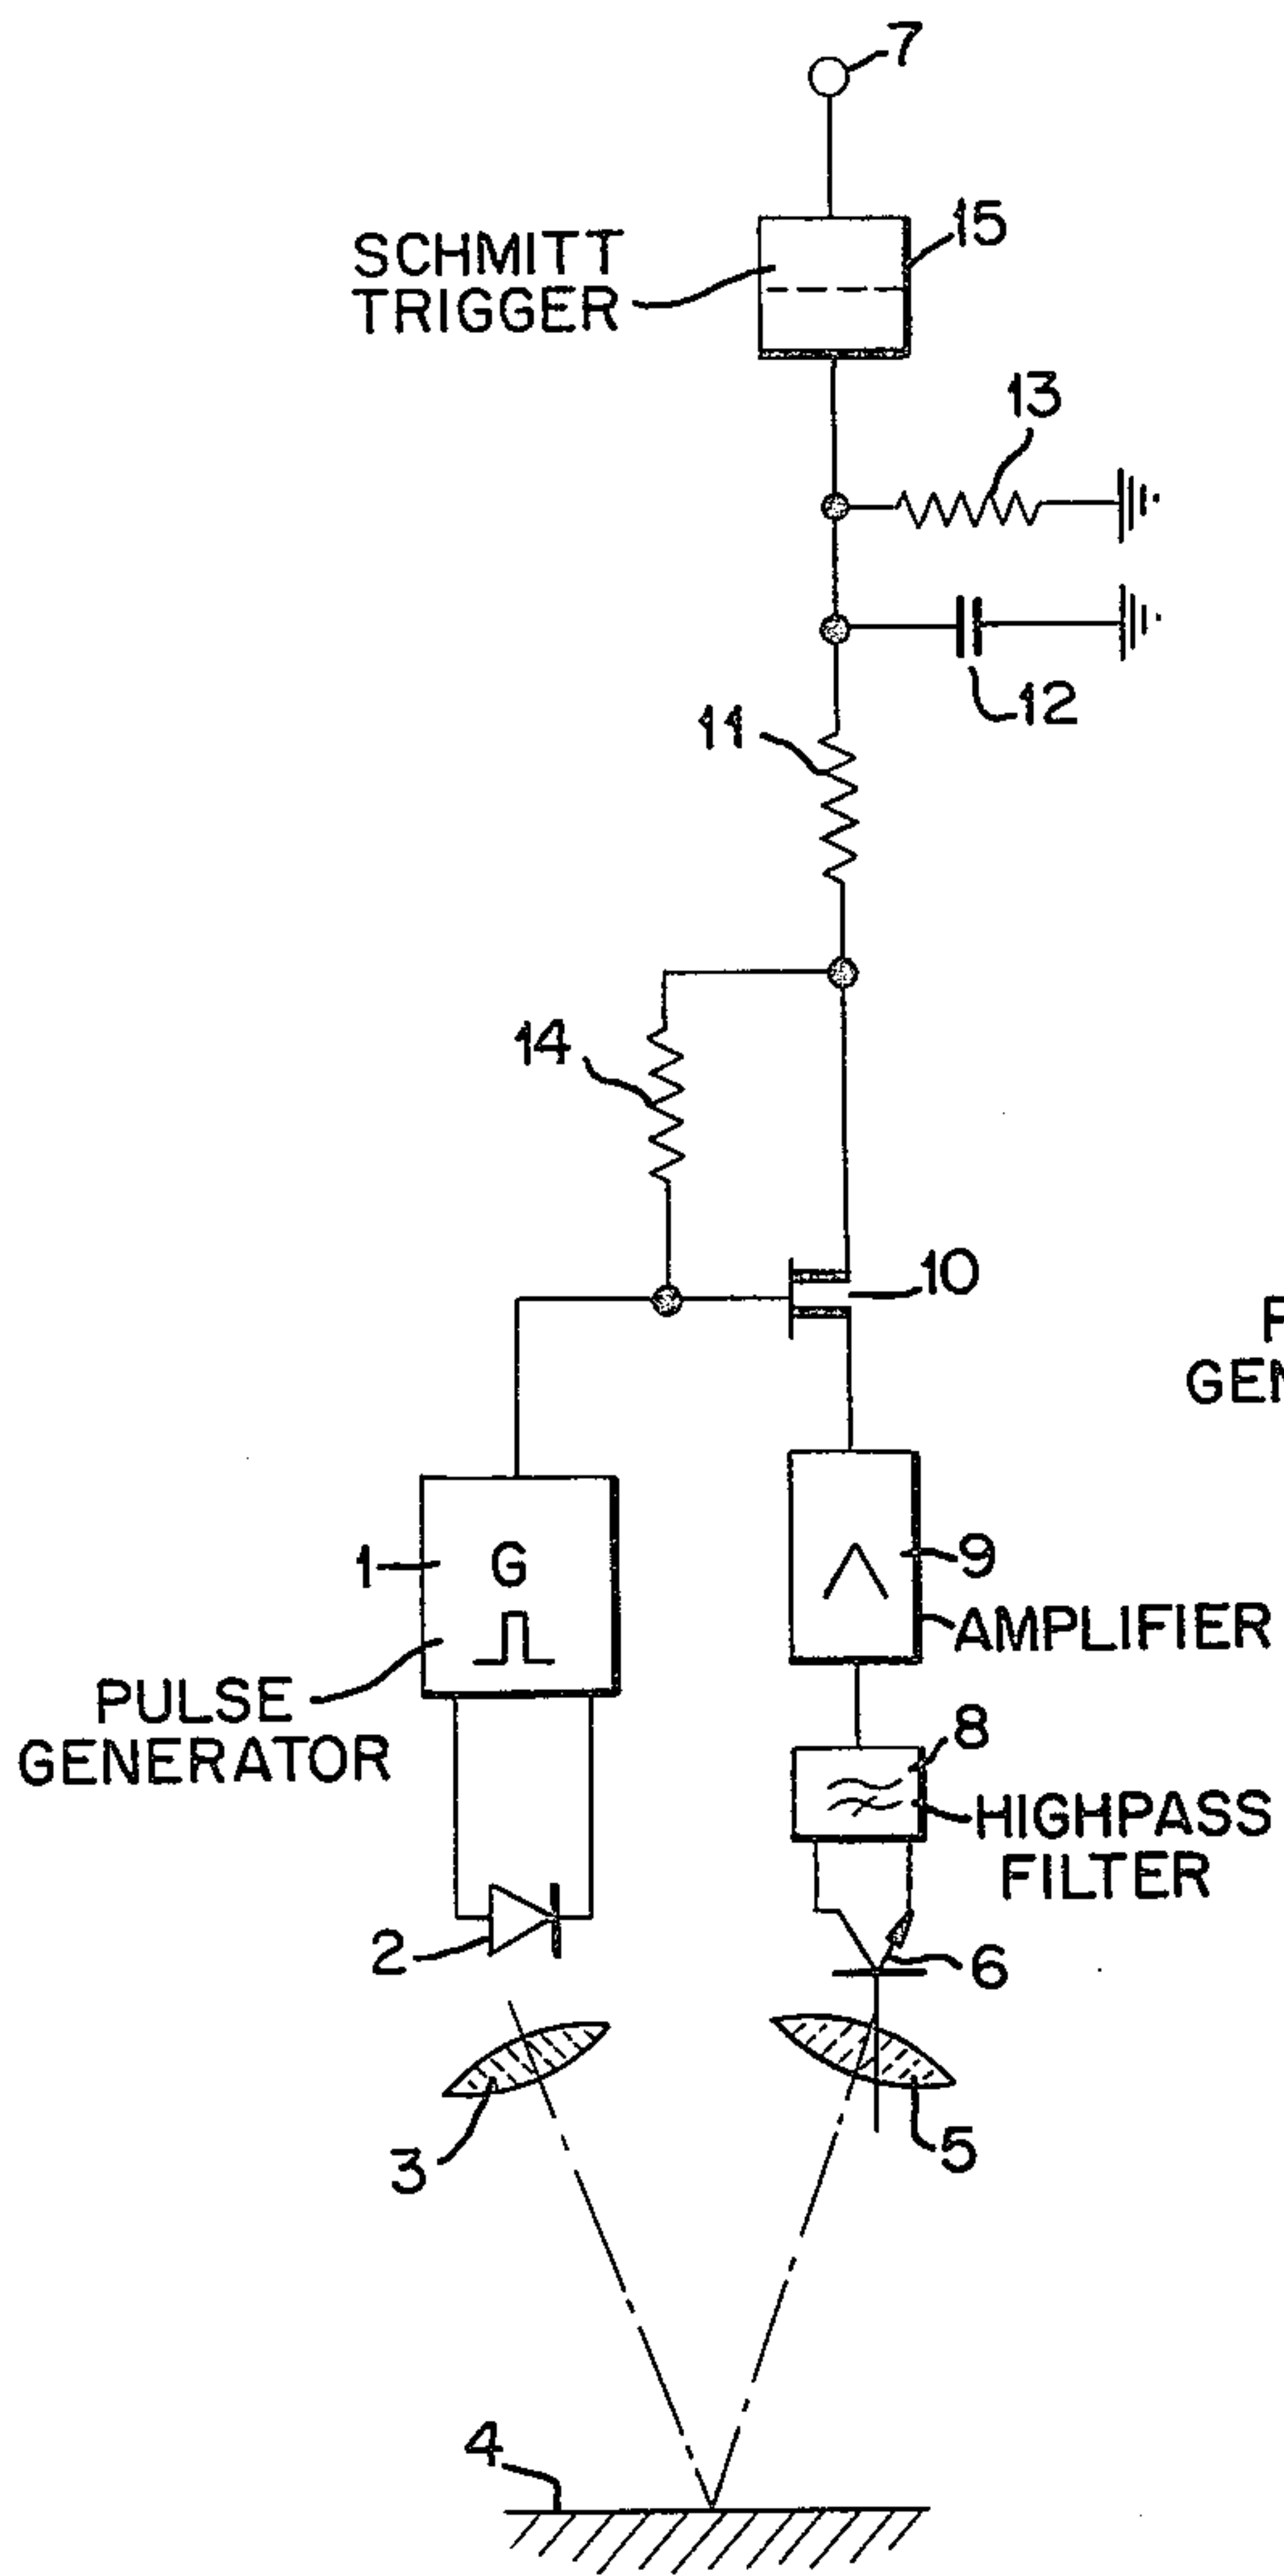 7
15
SCHMITT
TRIGGER
13
12
11
14
10
1
G
9
AMPLIFIER
PULSE
GENERATOR
8
HIGHPASS
FILTER
2
6
3
5
4